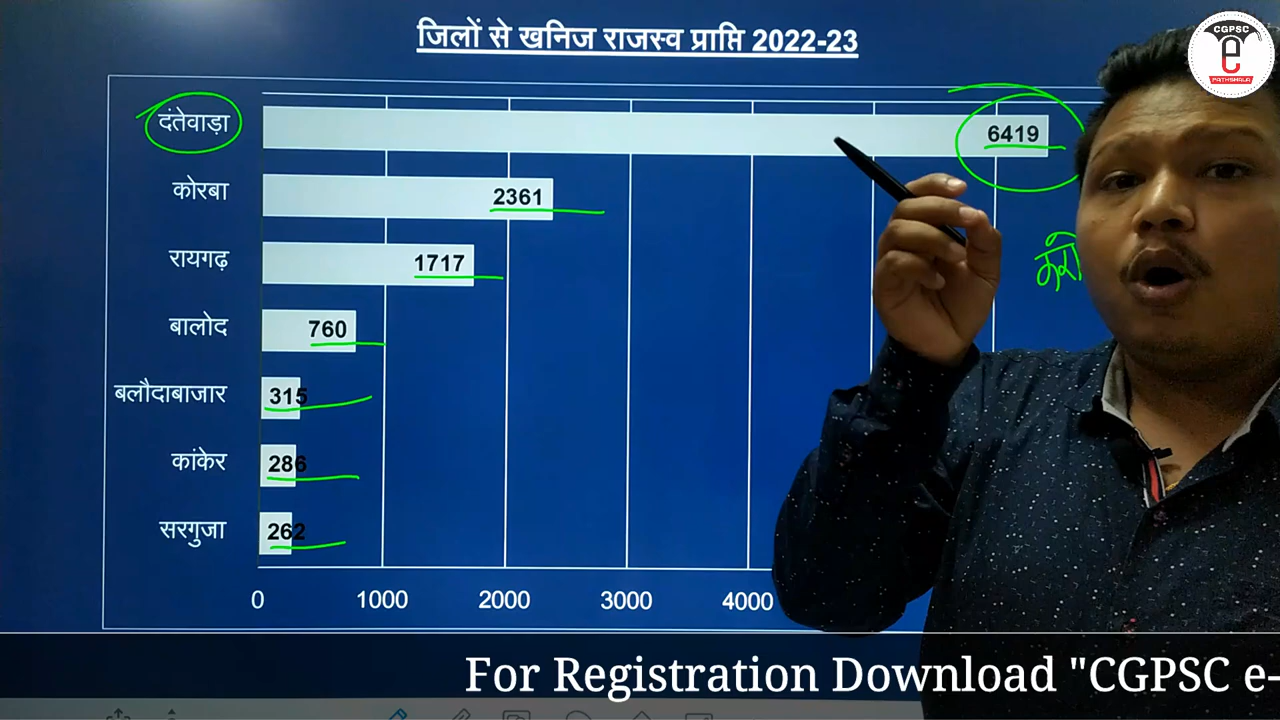 जिलों से खनिज राजस्व प्राप्ति 2022-23
CGPSC
e
PATHSHALA
दंतेवाड़ा 6419
कोरबा 2361
रायगढ़ 1717
बालोद 760
बलौदाबाजार 315
कांकेर 286
सरगुजा 262
0 1000 2000 3000 4000
For Registration Download "CGPSC e-